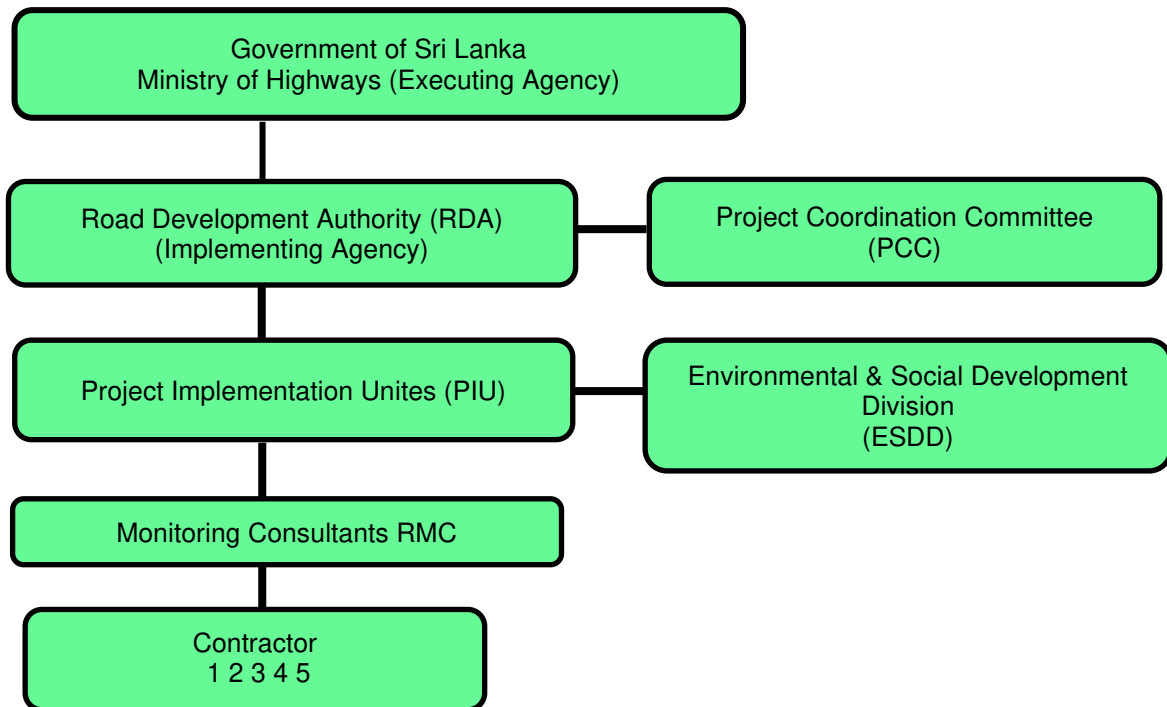 Government of Sri Lanka
Ministry of Highways (Executing Agency)
Road Development Authority (RDA)
(Implementing Agency)
Project Coordination Committee
(PCC)
Project Implementation Unites (PIU)
Environmental & Social Development
Division
(ESDD)
Monitoring Consultants RMC
Contractor
1 2 3 4 5